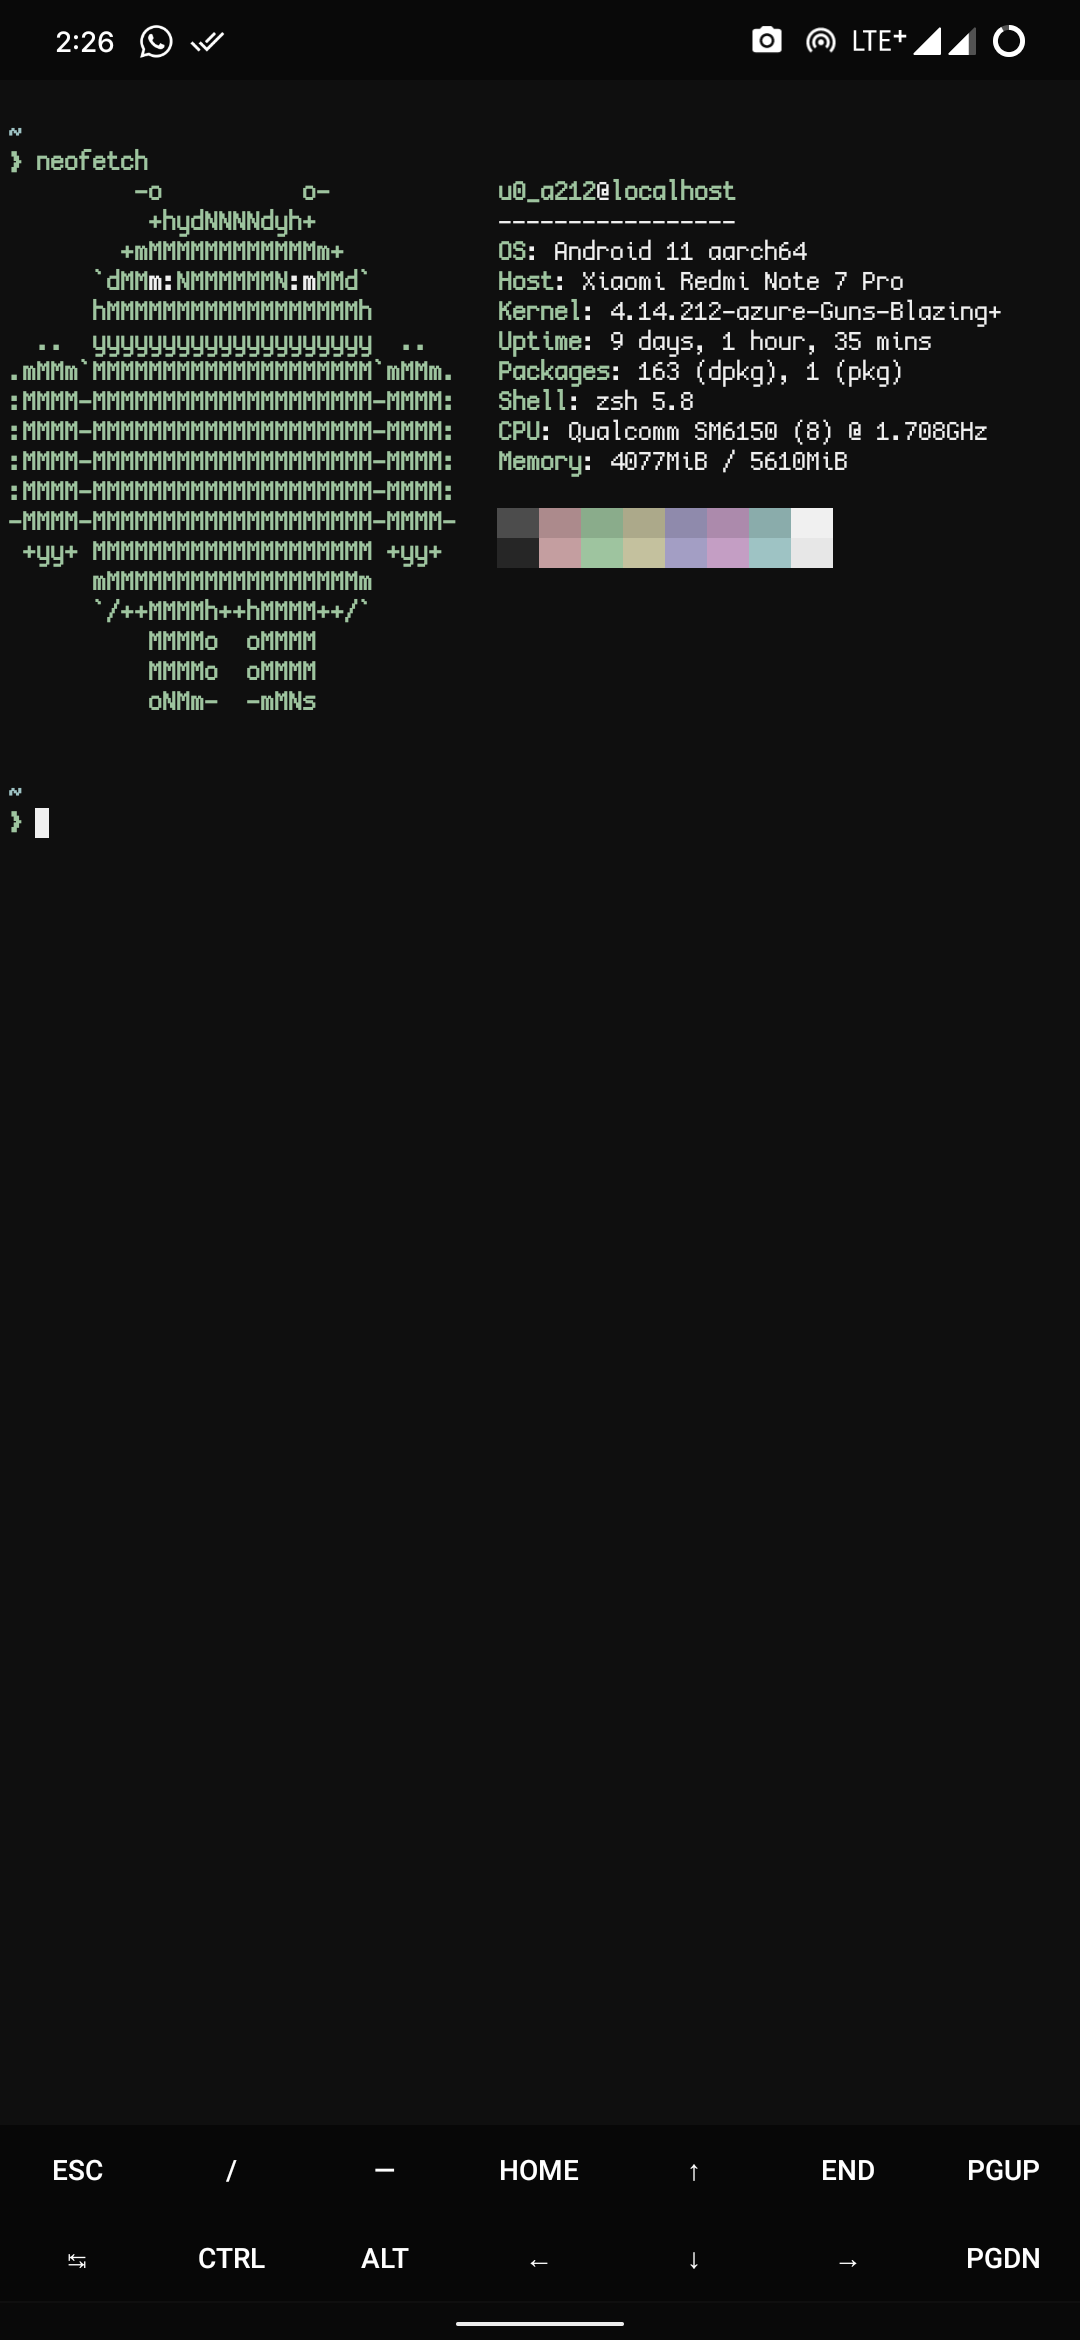 2:26 LTE+
~
❱ neofetch
-o o- u0_a212@localhost
+hydNNNNdyh+ -----------------
+mMMMMMMMMMMMMm+ OS: Android 11 aarch64
`dMMm:NMMMMMMN:mMMd` Host: Xiaomi Redmi Note 7 Pro
hMMMMMMMMMMMMMMMMMMh Kernel: 4.14.212-azure-Guns-Blazing+
.. yyyyyyyyyyyyyyyyyyyy .. Uptime: 9 days, 1 hour, 35 mins
.mMMm`MMMMMMMMMMMMMMMMMMMM`mMMm. Packages: 163 (dpkg), 1 (pkg)
:MMMM-MMMMMMMMMMMMMMMMMMMM-MMMM: Shell: zsh 5.8
:MMMM-MMMMMMMMMMMMMMMMMMMM-MMMM: CPU: Qualcomm SM6150 (8) @ 1.708GHz
:MMMM-MMMMMMMMMMMMMMMMMMMM-MMMM: Memory: 4077MiB / 5610MiB
:MMMM-MMMMMMMMMMMMMMMMMMMM-MMMM:
-MMMM-MMMMMMMMMMMMMMMMMMMM-MMMM-
+yy+ MMMMMMMMMMMMMMMMMMMM +yy+
mMMMMMMMMMMMMMMMMMMm
`/++MMMMh++hMMMM++/`
MMMMo oMMMM
MMMMo oMMMM
oNMm- -mMNs
~
❱
ESC / — HOME ↑ END PGUP
↹ CTRL ALT ← ↓ → PGDN